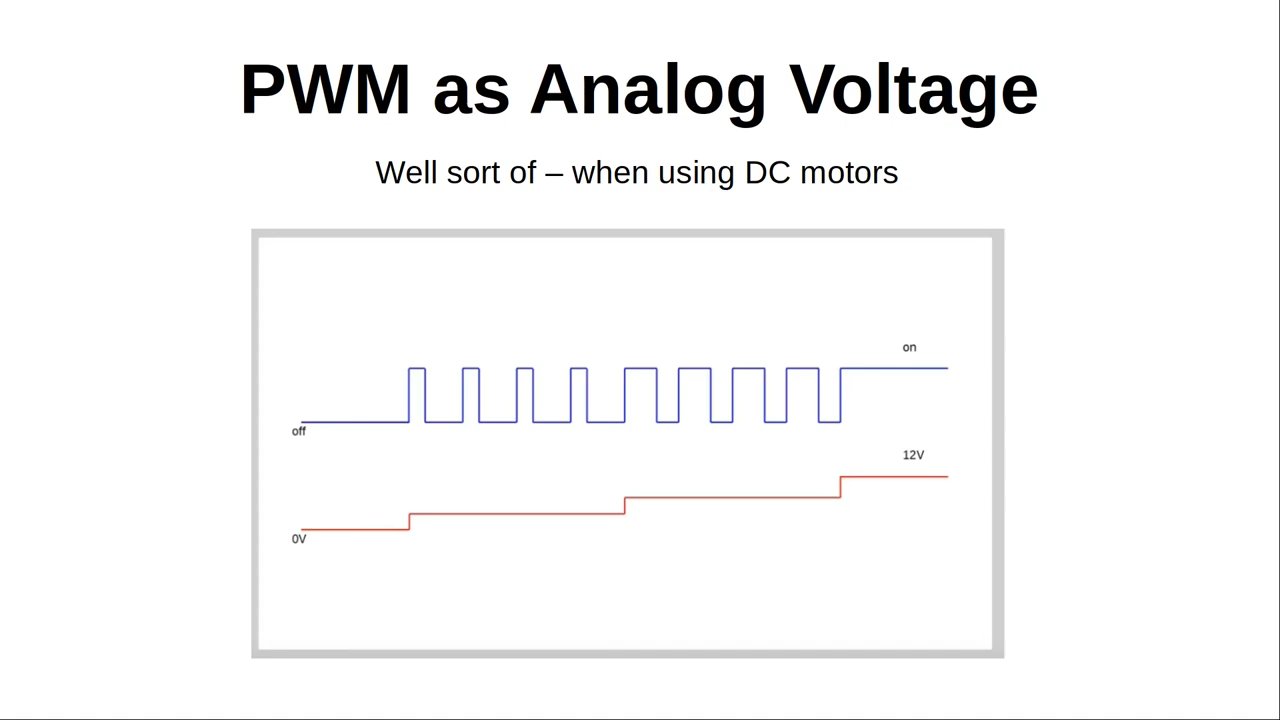 PWM as Analog Voltage
Well sort of – when using DC motors
on
off
12V
0V